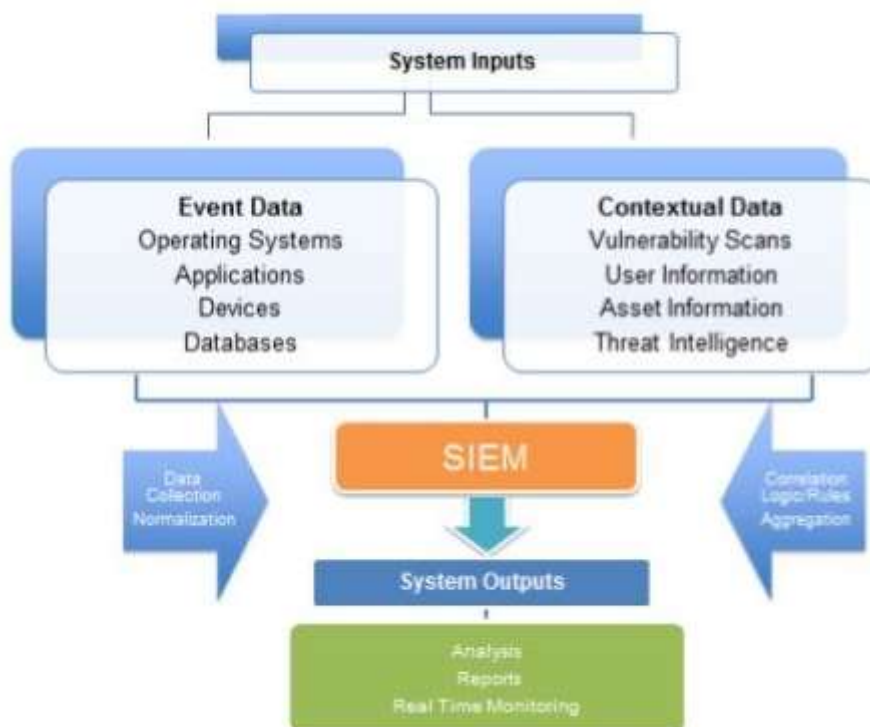 System Inputs
Event Data
Operating Systems
Applications
Devices
Databases
Contextual Data
Vulnerability Scans
User Information
Asset Information
Threat Intelligence
Data
Collection
Normalization
SIEM
Correlation
Logic/Rules
Aggregation
System Outputs
Analysis
Reports
Real Time Monitoring